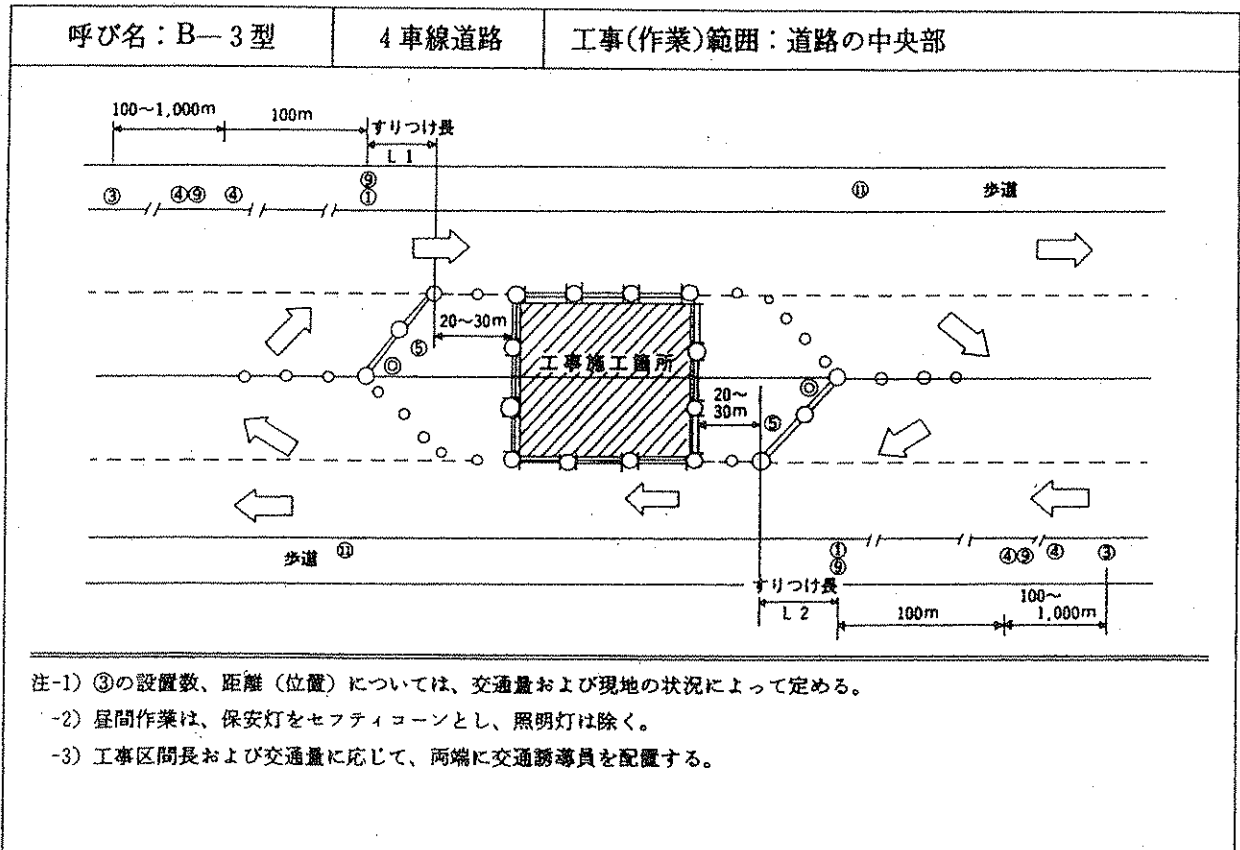 呼び名：B―3型 4車線道路 工事(作業)範囲：道路の中央部
100〜1,000m 100m すりつけ長
L 1
⑨
③ ④⑨ ④ ① ⑪ 歩道
20〜30m
⑤ ◎ 工事施工箇所 ◎
20〜
30m ⑤
歩道 ⑪ ① ④⑨ ④ ③
⑨
すりつけ長 100〜
L 2 100m 1,000m
注-1) ③の設置数、距離（位置）については、交通量および現地の状況によって定める。
-2) 昼間作業は、保安灯をセフティコーンとし、照明灯は除く。
-3) 工事区間長および交通量に応じて、両端に交通誘導員を配置する。